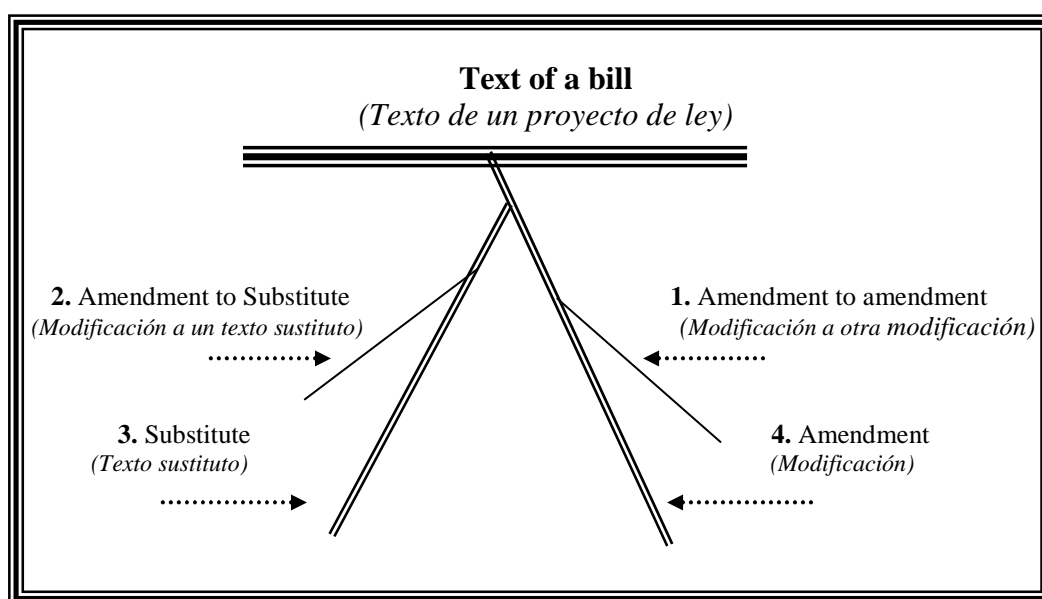 Text of a bill
(Texto de un proyecto de ley)
2. Amendment to Substitute
(Modificación a un texto sustituto)
1. Amendment to amendment
(Modificación a otra modificación)
3. Substitute
(Texto sustituto)
4. Amendment
(Modificación)